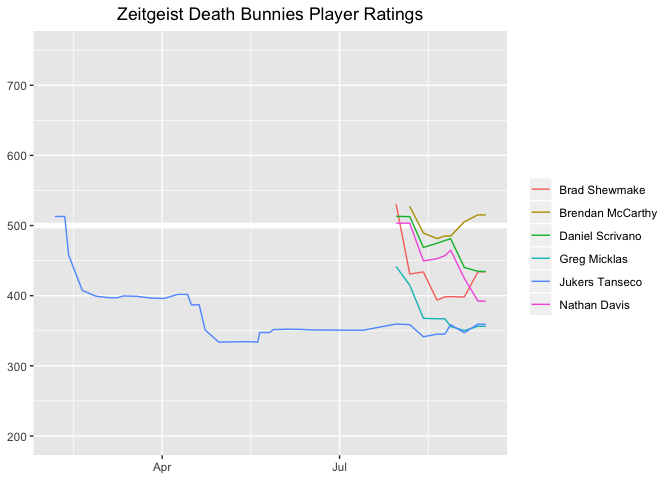 Zeitgeist Death Bunnies Player Ratings
700
600
500
400
300
200
Apr
Jul
Brad Shewmake
Brendan McCarthy
Daniel Scrivano
Greg Micklas
Jukers Tanseco
Nathan Davis